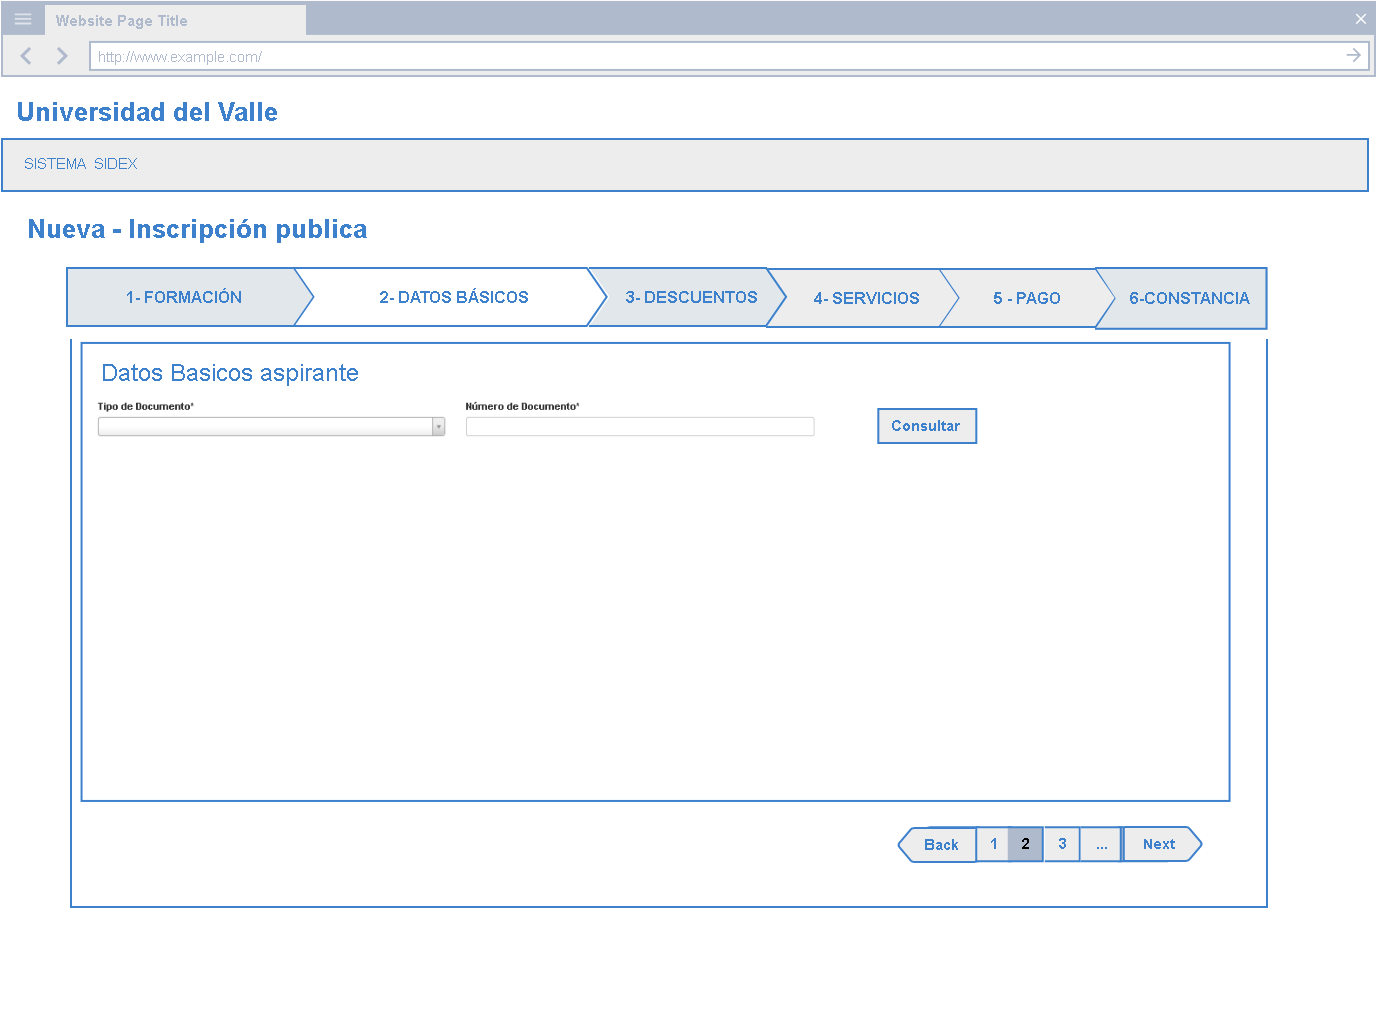 Website Page Title
http://www.example.com/
Universidad del Valle
SISTEMA SIDEX
Nueva - Inscripción publica
1- FORMACIÓN 2- DATOS BÁSICOS 3- DESCUENTOS 4- SERVICIOS 5 - PAGO 6-CONSTANCIA
Datos Basicos aspirante
Tipo de Documento* Número de Documento*
Consultar
Back 1 2 3 ... Next